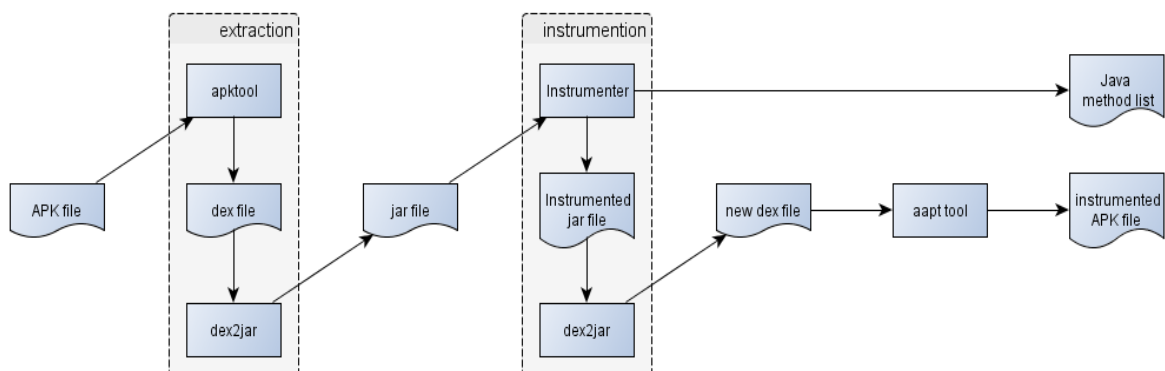 extraction
instrumention
apktool
Instrumenter
Java
method list
APK file
dex file
jar file
Instrumented
jar file
new dex file
aapt tool
instrumented
APK file
dex2jar
dex2jar